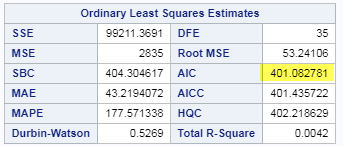 Ordinary Least Squares Estimates
SSE 99211.3691 DFE 35
MSE 2835 Root MSE 53.24106
SBC 404.304617 AIC 401.082781
MAE 43.2194072 AICC 401.435722
MAPE 177.571338 HQC 402.218629
Durbin-Watson 0.5269 Total R-Square 0.0042